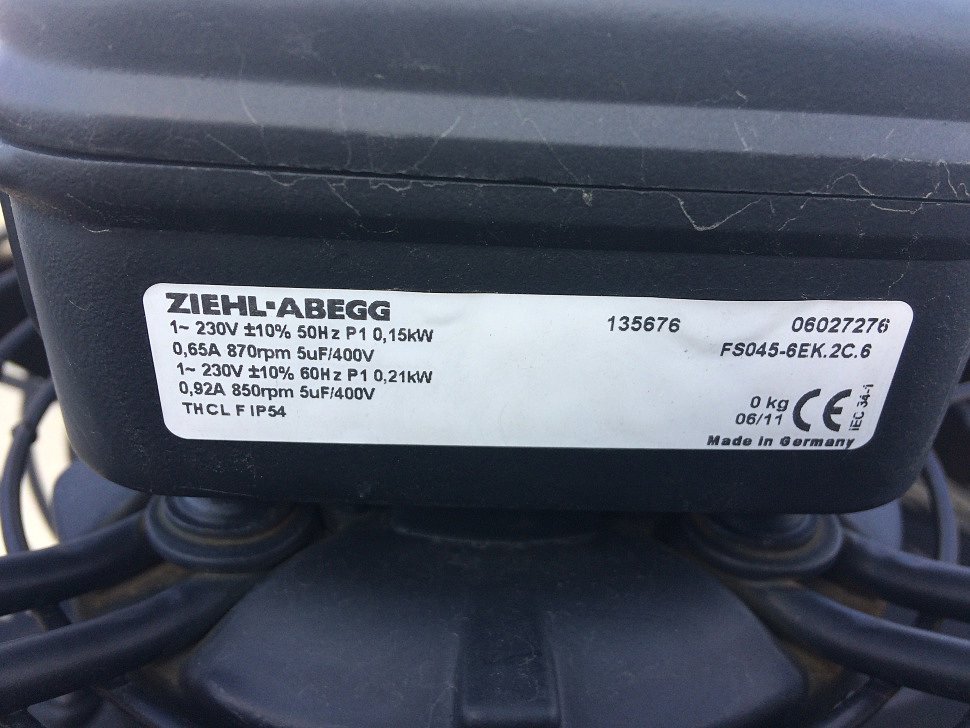 ZIEHL-ABEGG
1~ 230V ±10% 50Hz P1 0,15kW
0,65A 870rpm 5uF/400V
1~ 230V ±10% 60Hz P1 0,21kW
0,92A 850rpm 5uF/400V
THCL F IP54
135676 06027276
FS045-6EK.2C.6
0 kg
06/11
CE
IEC 34-1
Made in Germany